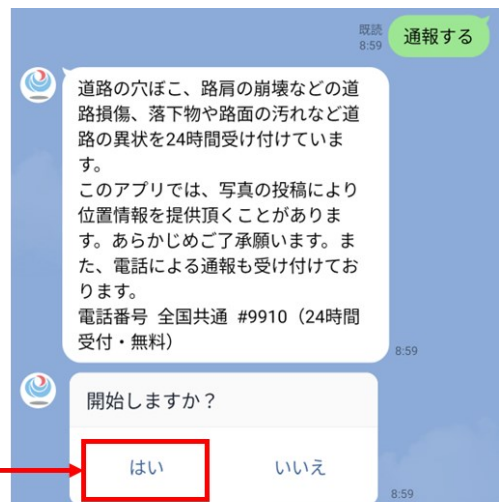 既読
8:59
通報する
道路の穴ぼこ、路肩の崩壊などの道
路損傷、落下物や路面の汚れなど道
路の異状を24時間受け付けていま
す。
このアプリでは、写真の投稿により
位置情報を提供頂くことがありま
す。あらかじめご了承願います。ま
た、電話による通報も受け付けてお
ります。
電話番号 全国共通 #9910（24時間
受付・無料）
8:59
開始しますか？
はい いいえ
8:59